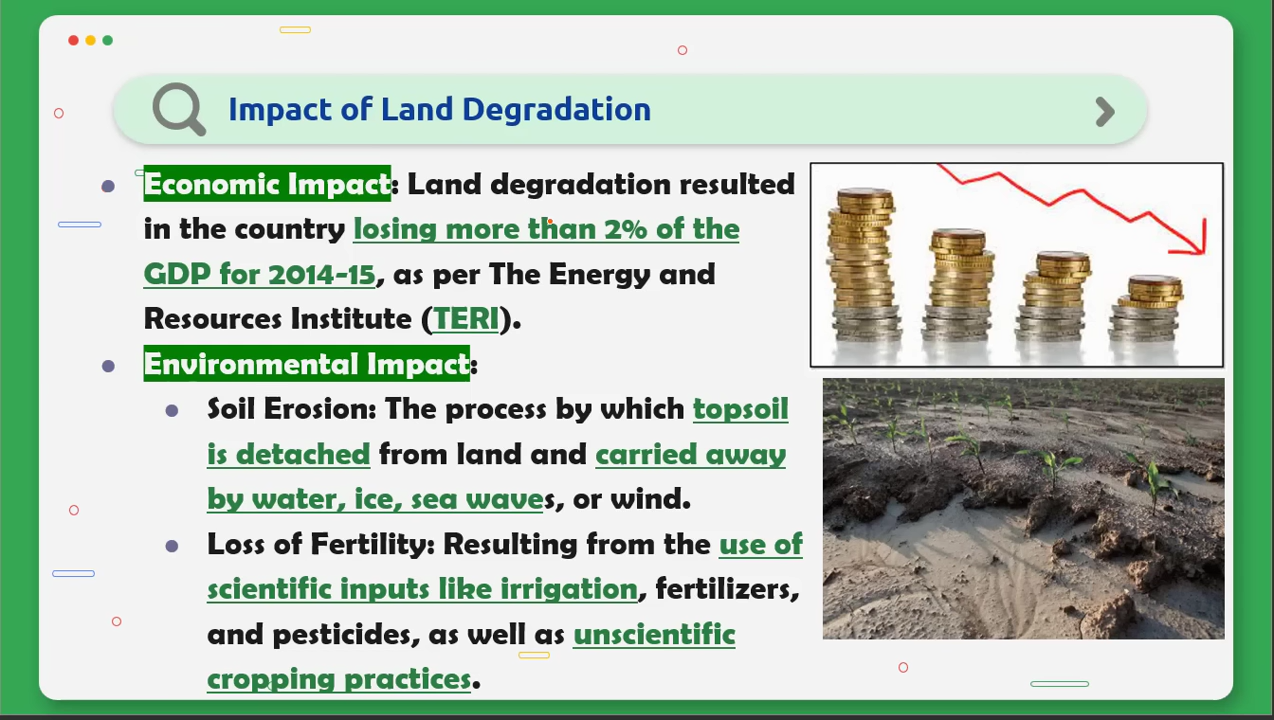 Impact of Land Degradation
Economic Impact: Land degradation resulted
in the country losing more than 2% of the
GDP for 2014-15, as per The Energy and
Resources Institute (TERI).
Environmental Impact:
Soil Erosion: The process by which topsoil
is detached from land and carried away
by water, ice, sea waves, or wind.
Loss of Fertility: Resulting from the use of
scientific inputs like irrigation, fertilizers,
and pesticides, as well as unscientific
cropping practices.